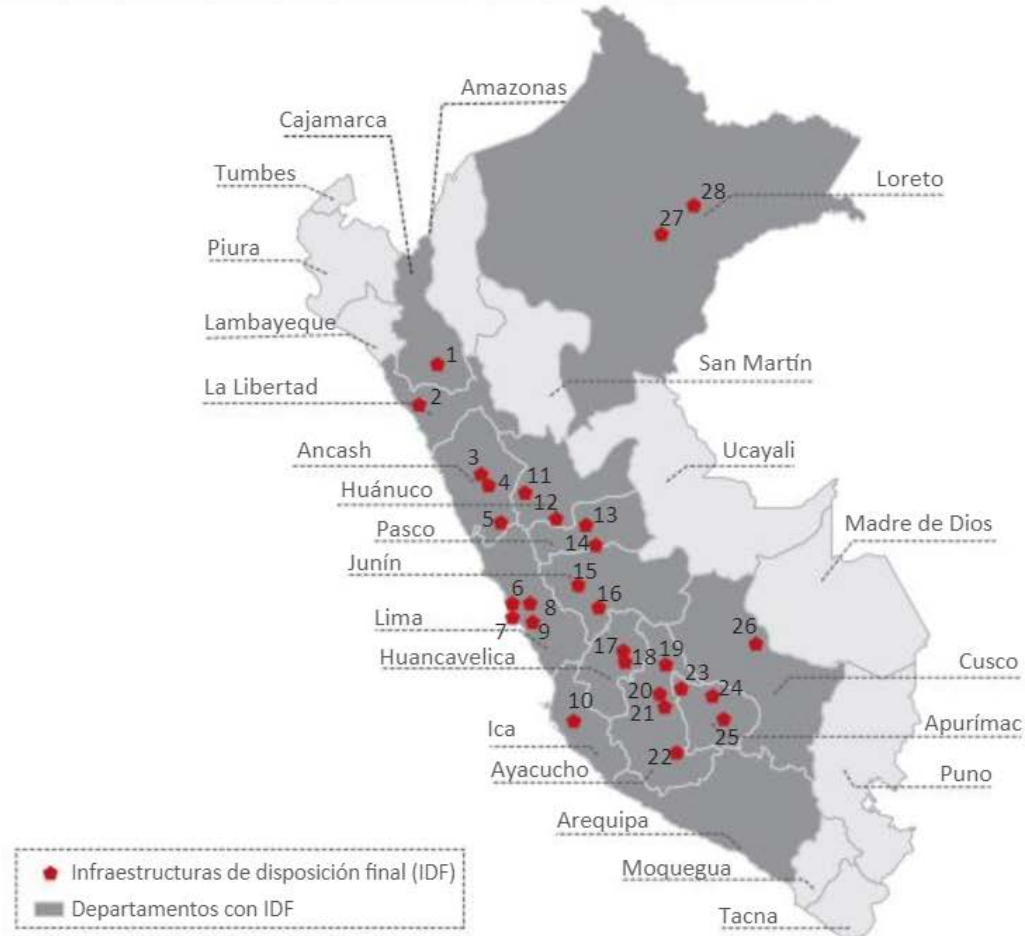 Amazonas
Cajamarca
Tumbes
Loreto
28
27
Piura
Lambayeque
1
San Martín
La Libertad
2
Ancash
3
4
11
Ucayali
Huánuco
12
5
13
Madre de Dios
Pasco
14
Junín
15
16
6
8
Lima
7
9
26
17
18
19
Huancavelica
Cusco
23
24
20
10
21
25
Apurímac
Ica
22
Ayacucho
Puno
Arequipa
Moquegua
Infraestructuras de disposición final (IDF)
Departamentos con IDF
Tacna